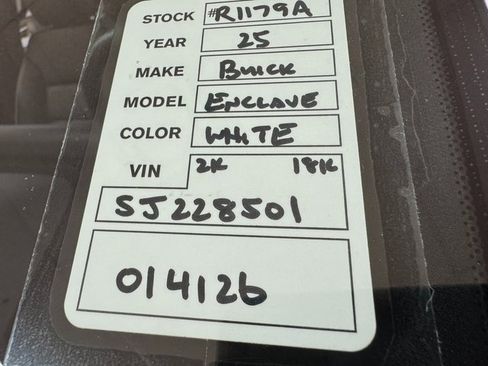 STOCK #R1179A
YEAR 25
MAKE BUICK
MODEL ENCLAVE
COLOR WHITE
VIN 2K 18K
SJ228501
014126